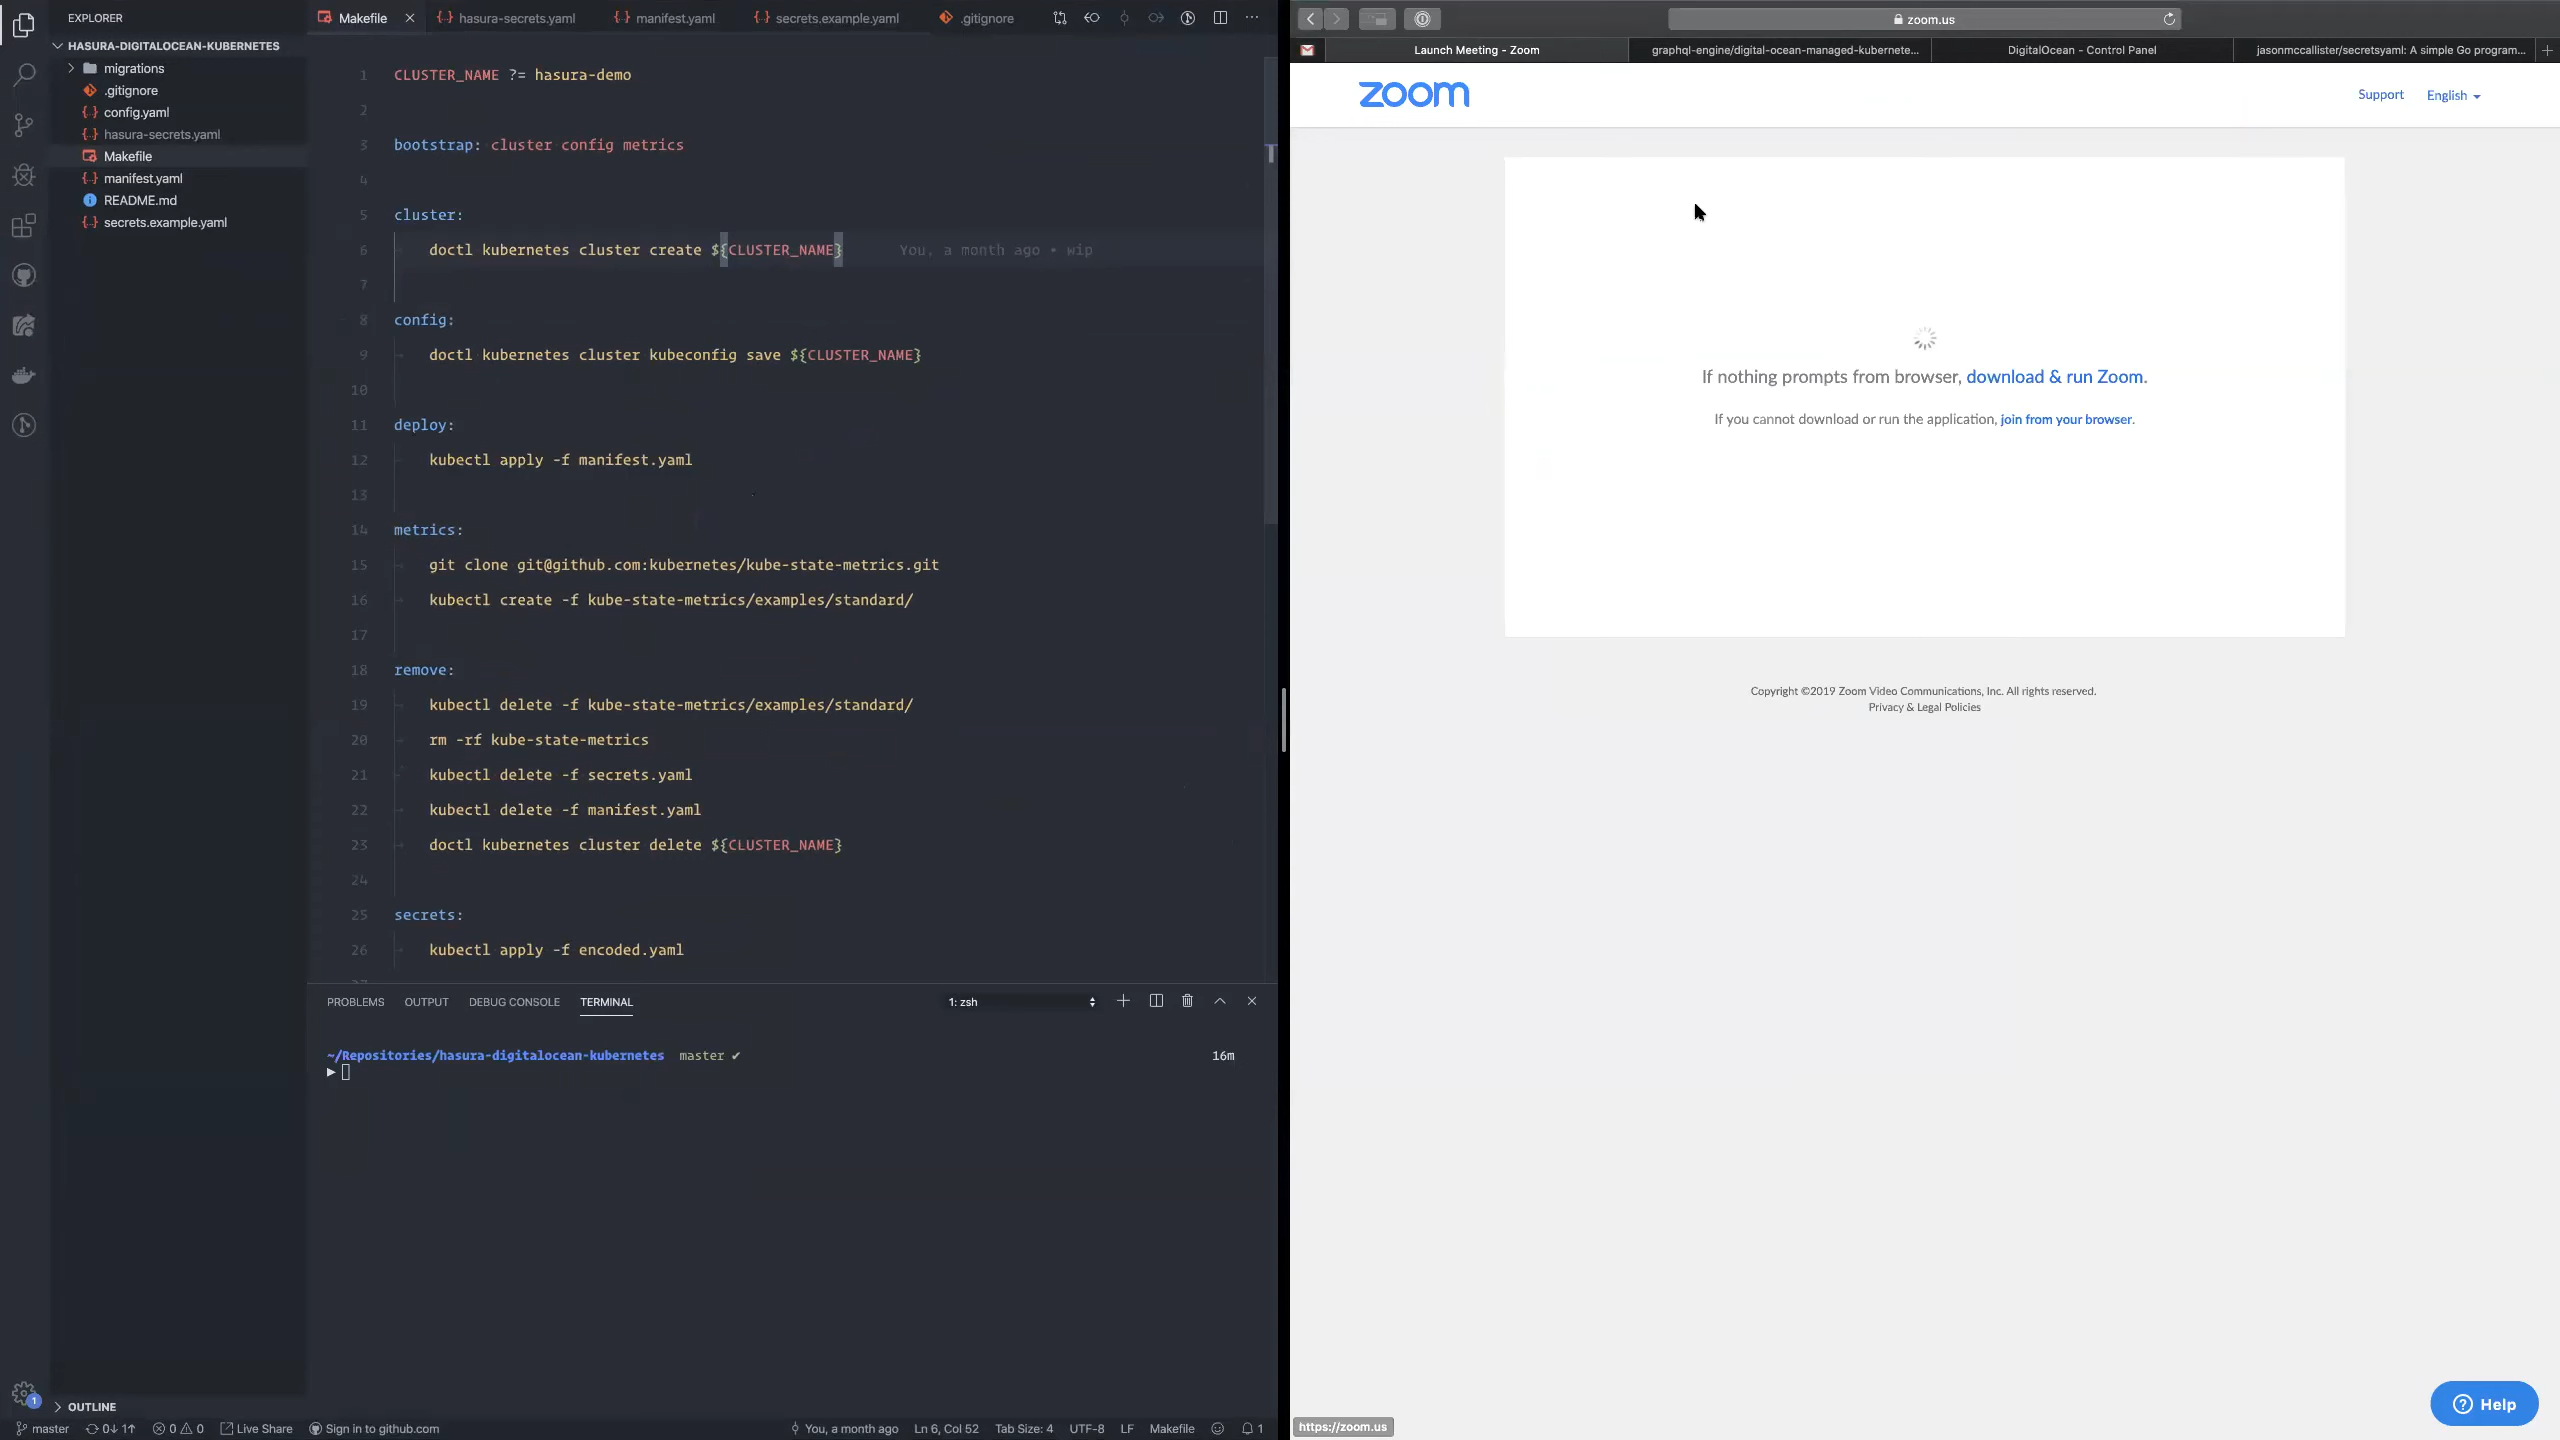 EXPLORER
HASURA-DIGITALOCEAN-KUBERNETES
migrations
.gitignore
config.yaml
hasura-secrets.yaml
Makefile
manifest.yaml
README.md
secrets.example.yaml
OUTLINE
Makefile
hasura-secrets.yaml
manifest.yaml
secrets.example.yaml
.gitignore
1 CLUSTER_NAME ?= hasura-demo
2
3 bootstrap: cluster config metrics
4
5 cluster:
6 doctl kubernetes cluster create ${CLUSTER_NAME} You, a month ago • wip
7
8 config:
9 doctl kubernetes cluster kubeconfig save ${CLUSTER_NAME}
10
11 deploy:
12 kubectl apply -f manifest.yaml
13
14 metrics:
15 git clone git@github.com:kubernetes/kube-state-metrics.git
16 kubectl create -f kube-state-metrics/examples/standard/
17
18 remove:
19 kubectl delete -f kube-state-metrics/examples/standard/
20 rm -rf kube-state-metrics
21 kubectl delete -f secrets.yaml
22 kubectl delete -f manifest.yaml
23 doctl kubernetes cluster delete ${CLUSTER_NAME}
24
25 secrets:
26 kubectl apply -f encoded.yaml
PROBLEMS OUTPUT DEBUG CONSOLE TERMINAL 1: zsh
~/Repositories/hasura-digitalocean-kubernetes master ✔ 16m
1
master 0↓ 1↑ 0 0 Live Share Sign in to github.com You, a month ago Ln 6, Col 52 Tab Size: 4 UTF-8 LF Makefile 1
zoom.us
Launch Meeting - Zoom
graphql-engine/digital-ocean-managed-kubernete...
DigitalOcean - Control Panel
jasonmccallister/secretsyaml: A simple Go program...
zoom
Support English
If nothing prompts from browser, download & run Zoom.
If you cannot download or run the application, join from your browser.
Copyright ©2019 Zoom Video Communications, Inc. All rights reserved.
Privacy & Legal Policies
Help
https://zoom.us